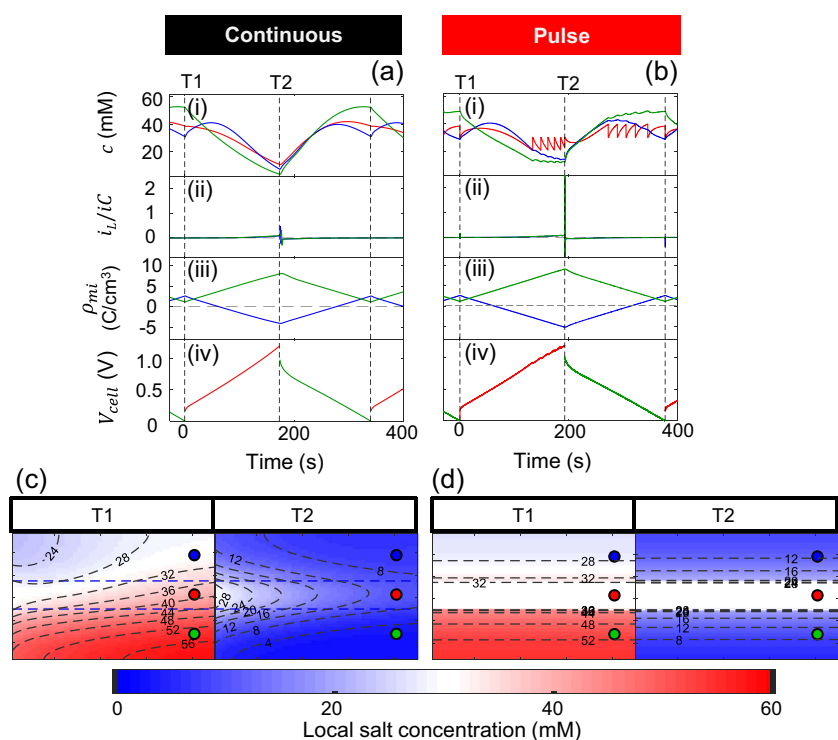 Continuous Pulse
T1 T2 (a) T1 T2 (b)
60 (i) (i)
40
20
c (mM)
2 (ii) (ii)
1
0
i_L/iC
10 (iii) (iii)
5
0
-5
ρ_mi (C/cm³)
(iv) (iv)
1.0
0.5
0
V_cell (V)
0 200 400 0 200 400
Time (s) Time (s)
(c) (d)
T1 T2 T1 T2
24 28 32 36 40 44 48 52 56
12 8 28 24 20 16 12 8 4
28 32 32 48 52
12 16 16 12 8
0 20 40 60
Local salt concentration (mM)